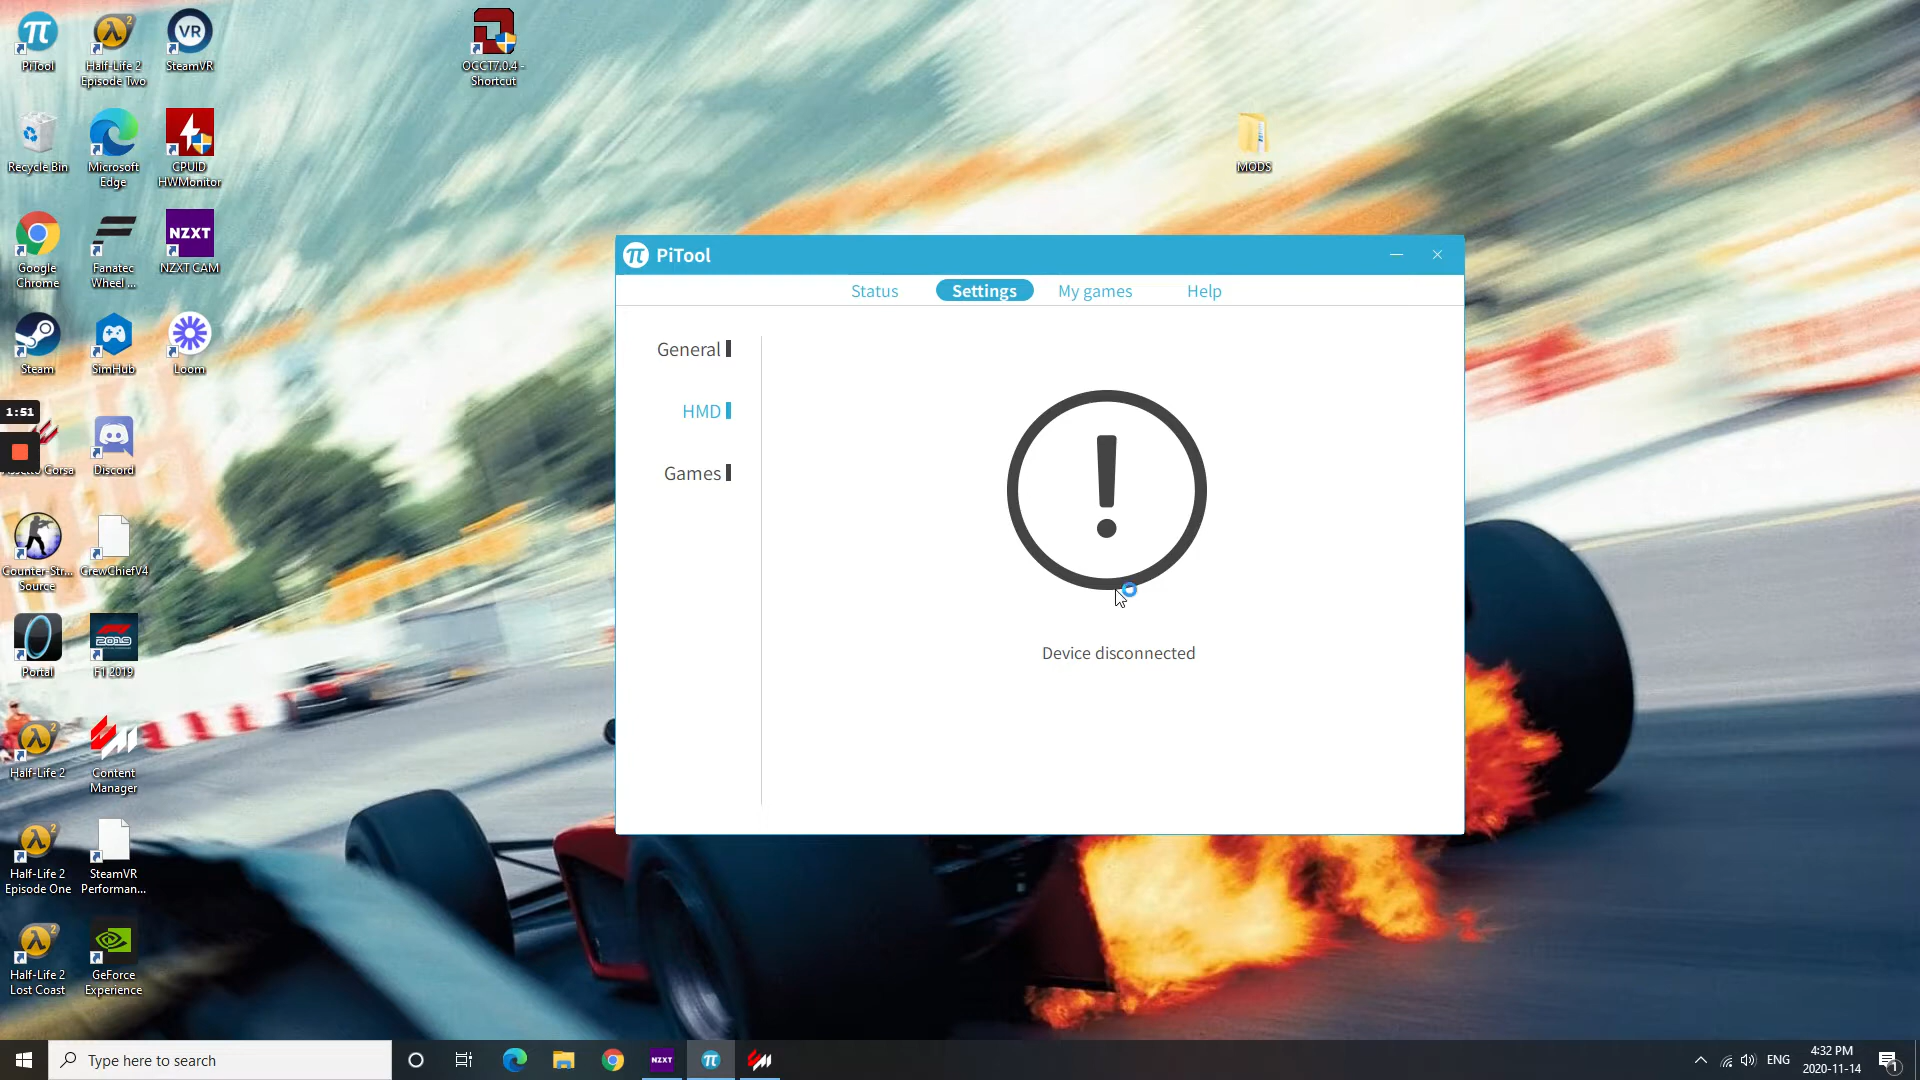 PiTool
Half-Life 2
Episode Two
VR
SteamVR
OCCT7.0.4 -
Shortcut
Recycle Bin
Microsoft
Edge
CPUID
HWMonitor
MODS
Google
Chrome
Fanatec
Wheel ...
NZXT
NZXT CAM
PiTool
Status
Settings
My games
Help
General
HMD
Games
Device disconnected
Steam
SimHub
Loom
1:51
Assetto Corsa
Discord
Counter-Str...
Source
CrewChiefV4
Portal
2019
F1 2019
Half-Life 2
Content
Manager
Half-Life 2
Episode One
SteamVR
Performan...
Half-Life 2
Lost Coast
GeForce
Experience
Type here to search
NZXT
ENG
4:32 PM
2020-11-14
1